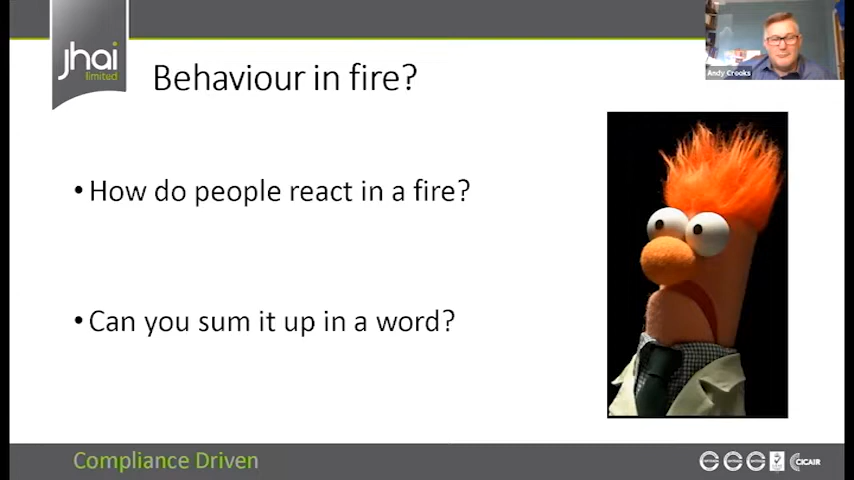 jhai
limited
Behaviour in fire?
Andy Crooks
• How do people react in a fire?
• Can you sum it up in a word?
Compliance Driven
CICAIR